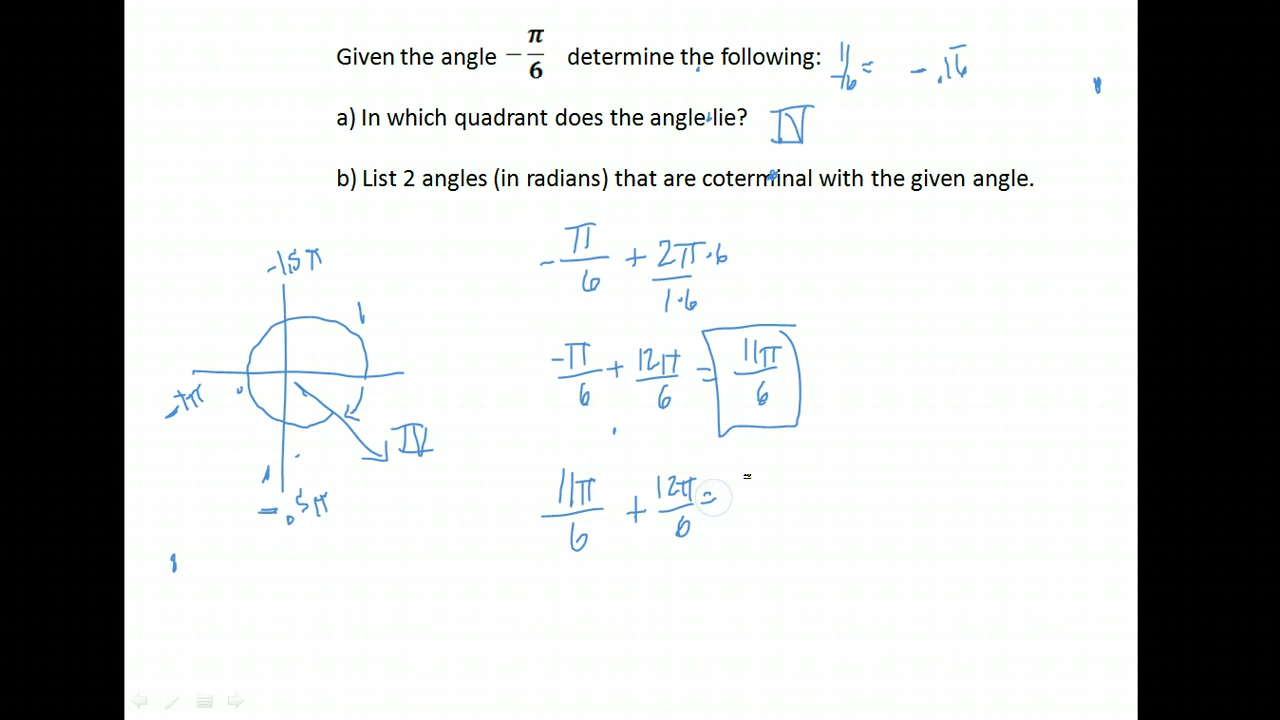 Given the angle −π/6 determine the following: 1/-6 = -.16̅
a) In which quadrant does the angle lie? IV
b) List 2 angles (in radians) that are coterminal with the given angle.
-π/6 + 2π·6/1·6
-1.5π
-π/6 + 12π/6 = 11π/6
-π
IV
-.5π
11π/6 + 12π/6 =
=